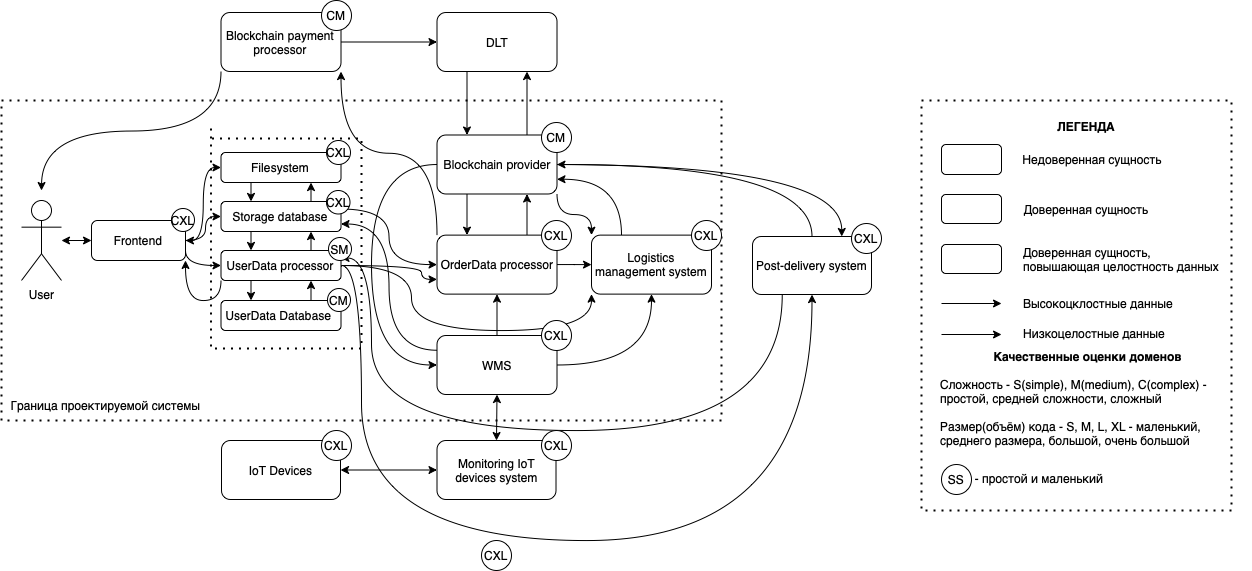 CM
Blockchain payment
processor
DLT
CM
Blockchain provider
CXL
Filesystem
CXL
Storage database
SM
UserData processor
CM
UserData Database
CXL
Frontend
User
CXL
OrderData processor
CXL
Logistics
management system
CXL
Post-delivery system
CXL
WMS
Граница проектируемой системы
CXL
IoT Devices
CXL
Monitoring IoT
devices system
CXL
ЛЕГЕНДА
Недоверенная сущность
Доверенная сущность
Доверенная сущность,
повышающая целостность данных
Высокоцклостные данные
Низкоцелостные данные
Качественные оценки доменов
Сложность - S(simple), M(medium), C(complex) -
простой, средней сложности, сложный
Размер(объём) кода - S, M, L, XL - маленький,
среднего размера, большой, очень большой
SS - простой и маленький